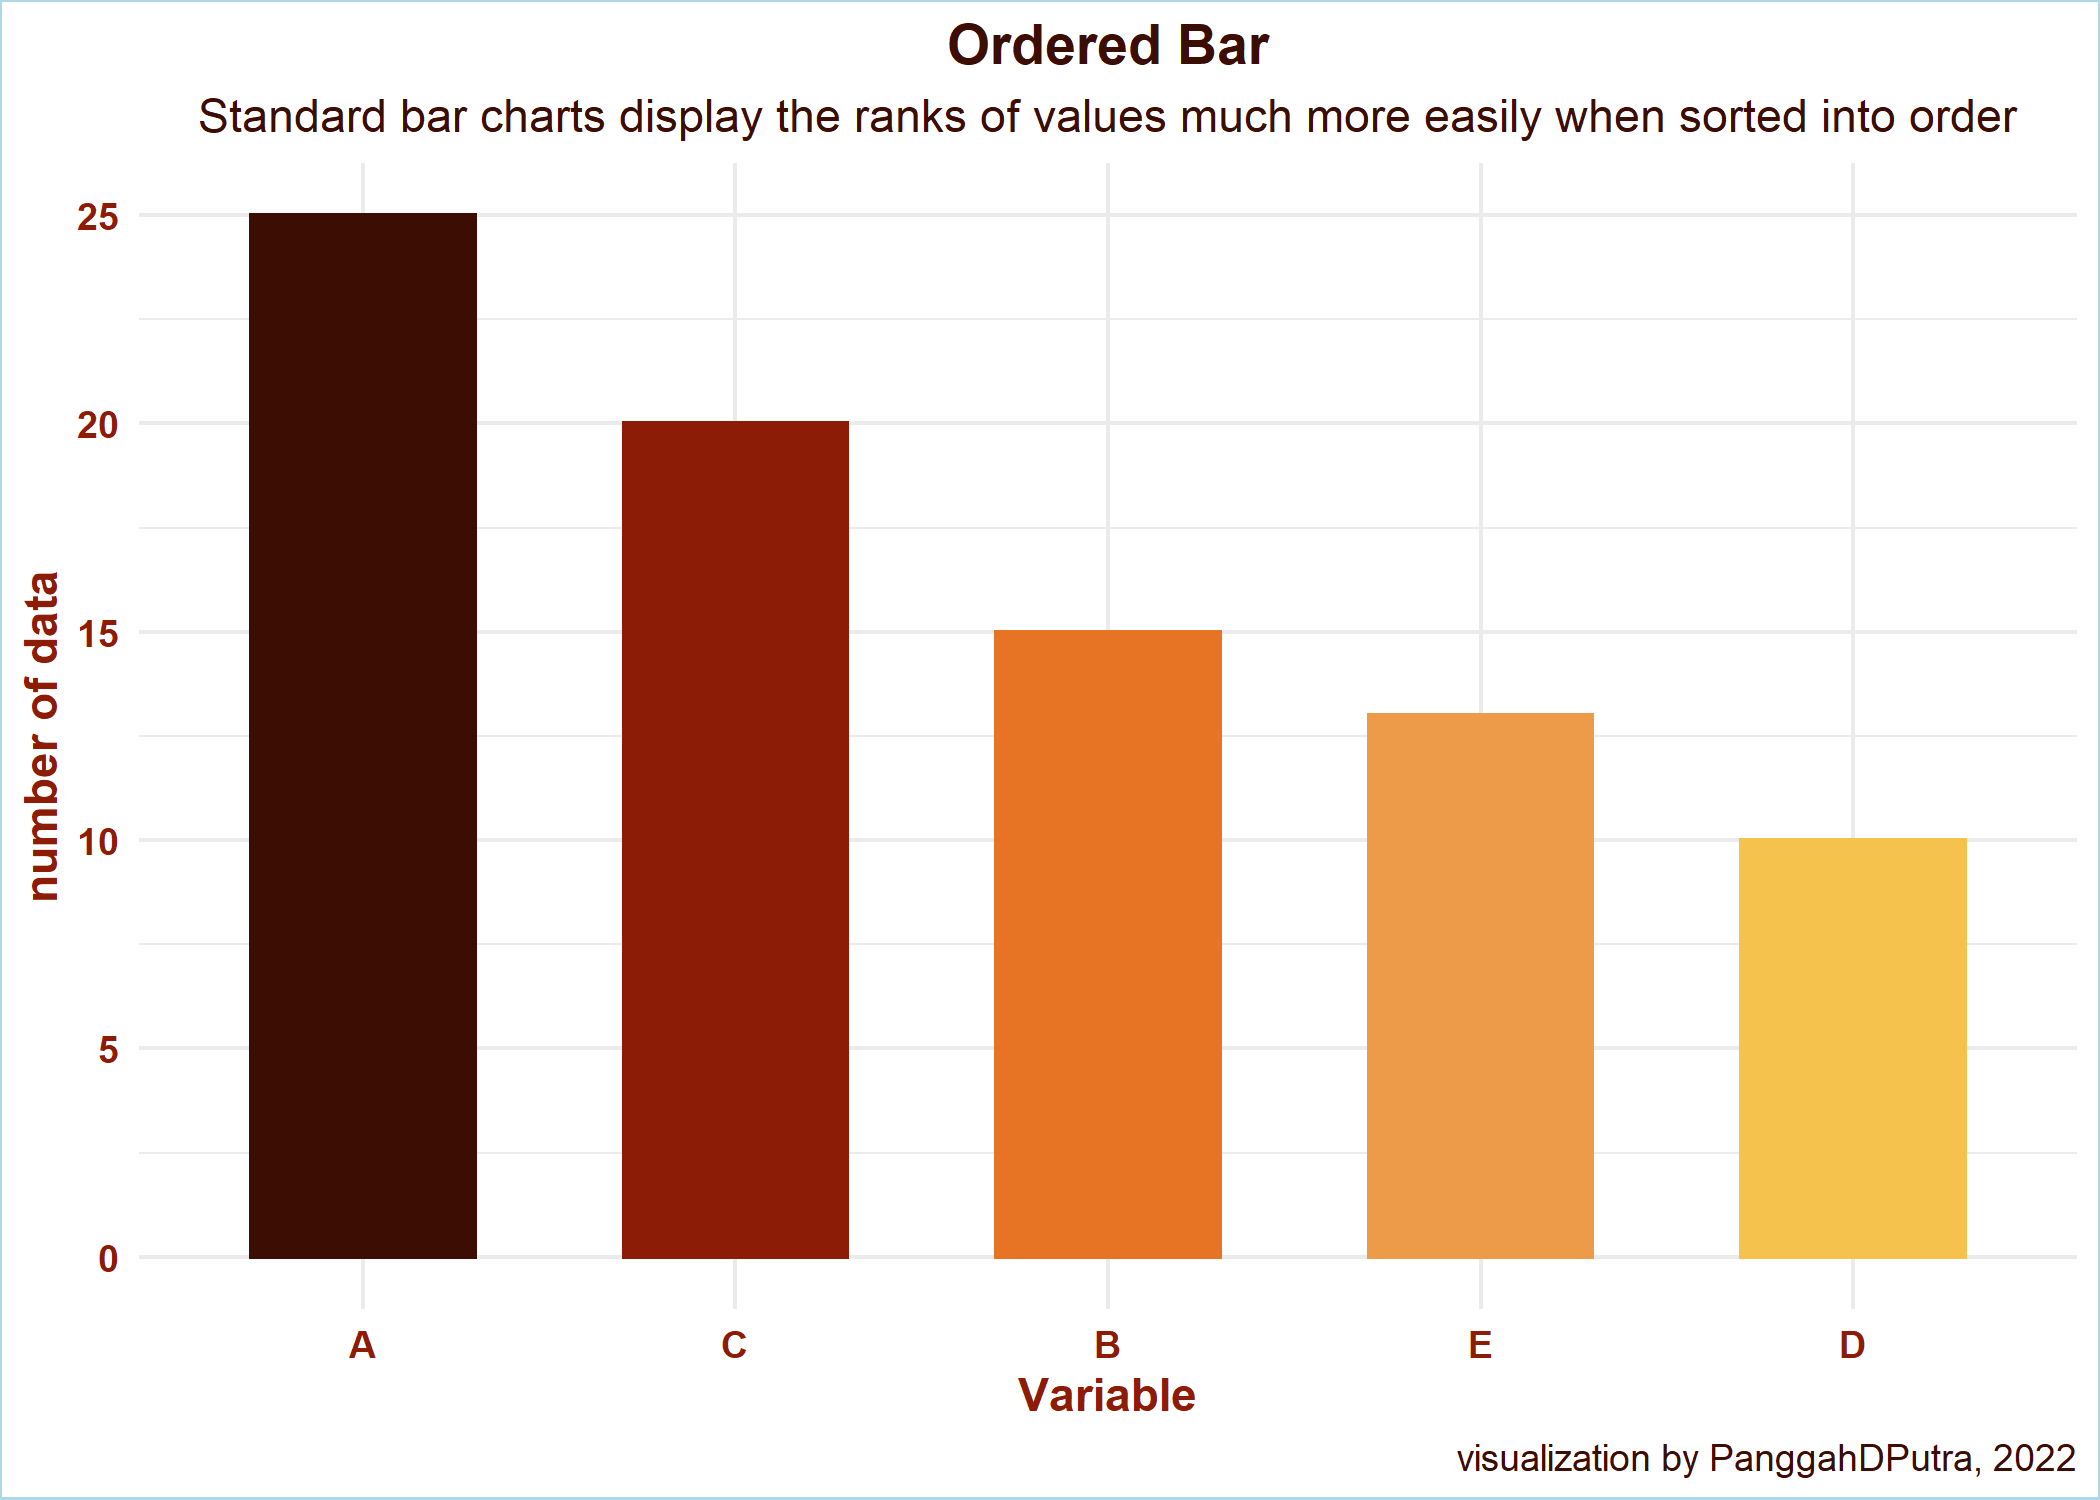 Ordered Bar
Standard bar charts display the ranks of values much more easily when sorted into order
25
20
15
10
5
0
number of data
A C B E D
Variable
visualization by PanggahDPutra, 2022